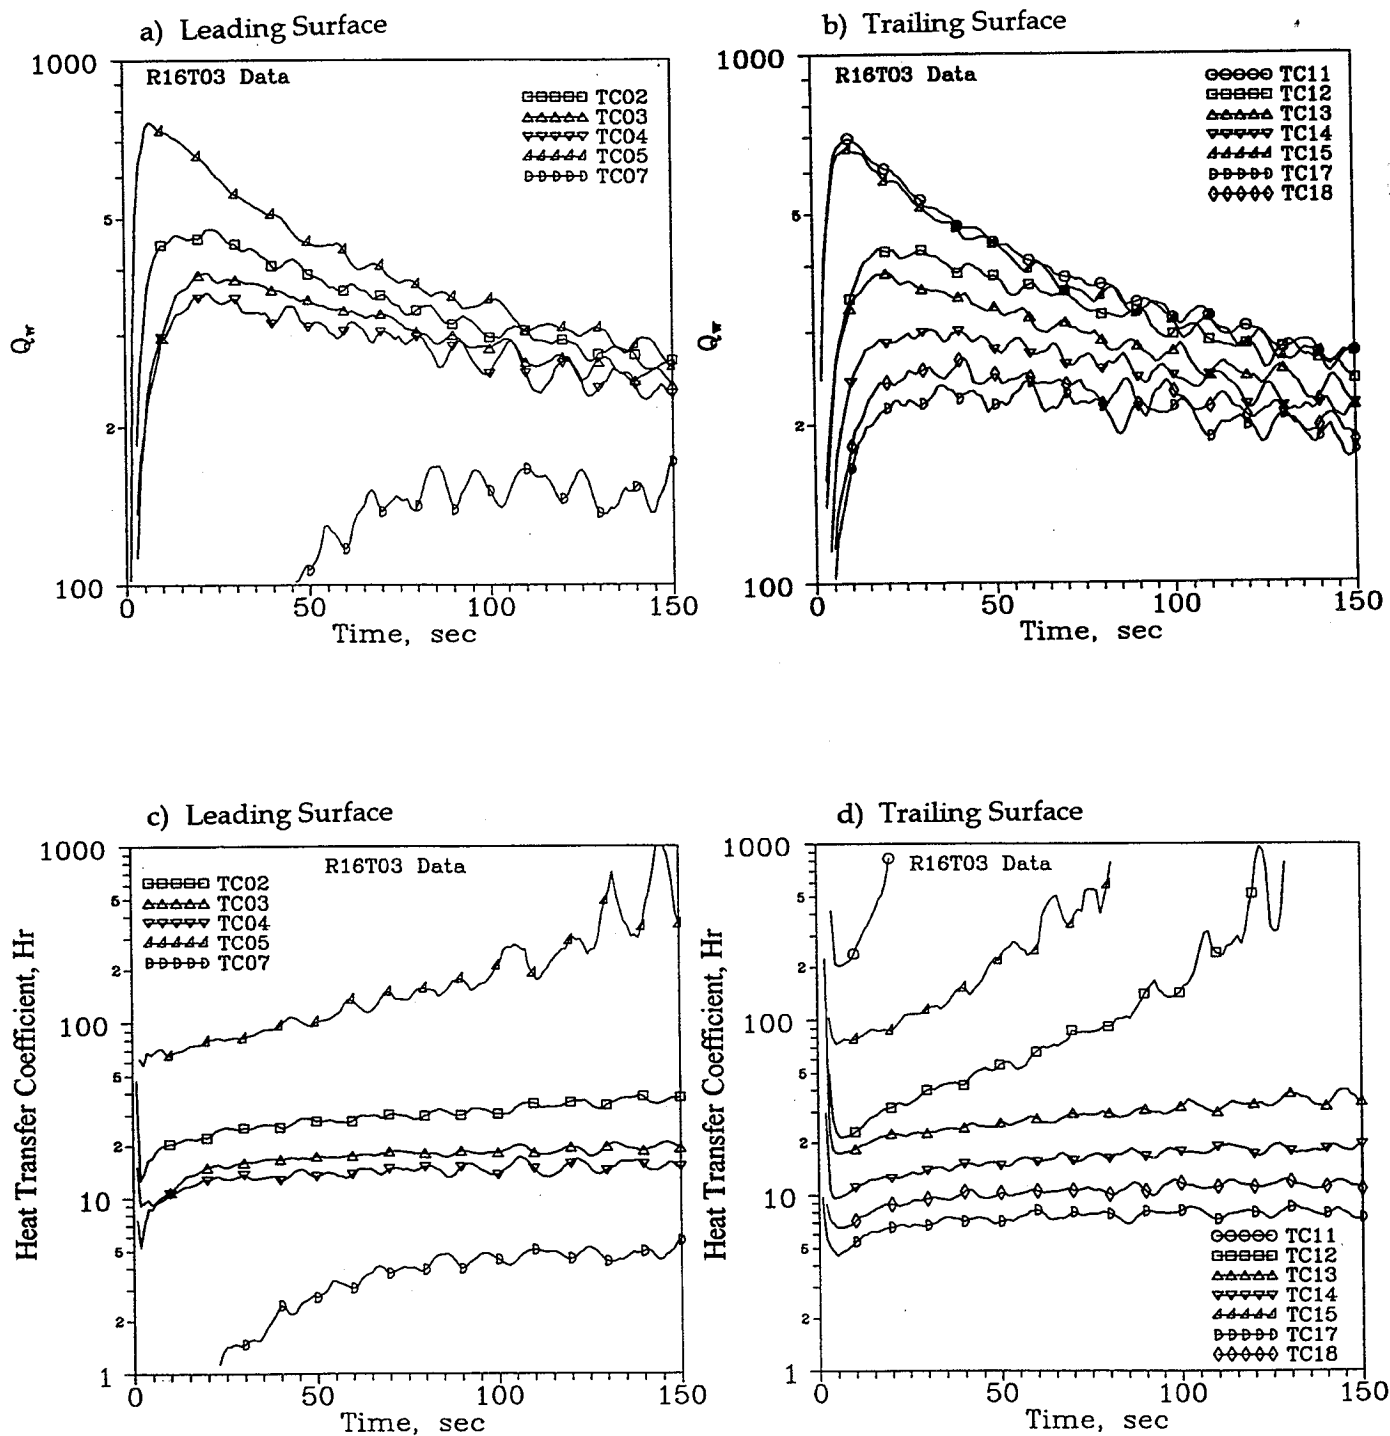 a) Leading Surface
1000
R16T03 Data
TC02
TC03
TC04
TC05
TC07
5
Qw
2
100
0
50
100
150
Time, sec
b) Trailing Surface
1000
R16T03 Data
TC11
TC12
TC13
TC14
TC15
TC17
TC18
5
Qw
2
100
0
50
100
150
Time, sec
c) Leading Surface
1000
R16T03 Data
TC02
TC03
TC04
TC05
TC07
5
2
100
5
2
10
5
2
1
Heat Transfer Coefficient, Hr
0
50
100
150
Time, sec
d) Trailing Surface
1000
R16T03 Data
5
2
100
5
2
10
5
2
1
Heat Transfer Coefficient, Hr
TC11
TC12
TC13
TC14
TC15
TC17
TC18
0
50
100
150
Time, sec